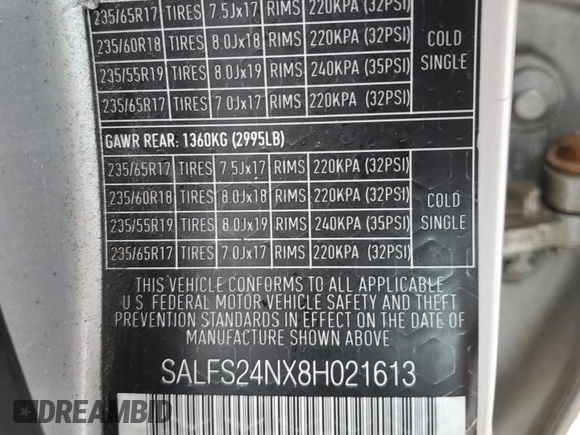 235/65R17 TIRES 7.5Jx17 RIMS 220KPA (32PSI)
235/60R18 TIRES 8.0Jx18 RIMS 220KPA (32PSI) COLD
235/55R19 TIRES 8.0Jx19 RIMS 240KPA (35PSI) SINGLE
235/65R17 TIRES 7.0Jx17 RIMS 220KPA (32PSI)
GAWR REAR: 1360KG (2995LB)
235/65R17 TIRES 7.5Jx17 RIMS 220KPA (32PSI)
235/60R18 TIRES 8.0Jx18 RIMS 220KPA (32PSI) COLD
235/55R19 TIRES 8.0Jx19 RIMS 240KPA (35PSI) SINGLE
235/65R17 TIRES 7.0Jx17 RIMS 220KPA (32PSI)
THIS VEHICLE CONFORMS TO ALL APPLICABLE
U.S. FEDERAL MOTOR VEHICLE SAFETY AND THEFT
PREVENTION STANDARDS IN EFFECT ON THE DATE OF
MANUFACTURE SHOWN ABOVE
SALFS24NX8H021613
DREAMBID